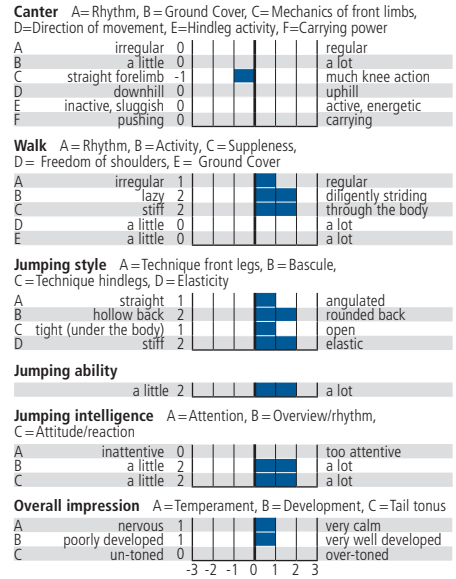 Canter A=Rhythm, B=Ground Cover, C=Mechanics of front limbs,
D=Direction of movement, E=Hindleg activity, F=Carrying power
A irregular 0 regular
B a little 0 a lot
C straight forelimb -1 much knee action
D downhill 0 uphill
E inactive, sluggish 0 active, energetic
F pushing 0 carrying
Walk A=Rhythm, B=Activity, C=Suppleness,
D= Freedom of shoulders, E= Ground Cover
A irregular 1 regular
B lazy 2 diligently striding
C stiff 2 through the body
D a little 0 a lot
E a little 0 a lot
Jumping style A=Technique front legs, B=Bascule,
C=Technique hindlegs, D=Elasticity
A straight 1 angulated
B hollow back 2 rounded back
C tight (under the body) 1 open
D stiff 2 elastic
Jumping ability
a little 2 a lot
Jumping intelligence A=Attention, B=Overview/rhythm,
C=Attitude/reaction
A inattentive 0 too attentive
B a little 2 a lot
C a little 2 a lot
Overall impression A=Temperament, B=Development, C=Tail tonus
A nervous 1 very calm
B poorly developed 1 very well developed
C un-toned 0 over-toned
-3 -2 -1 0 1 2 3